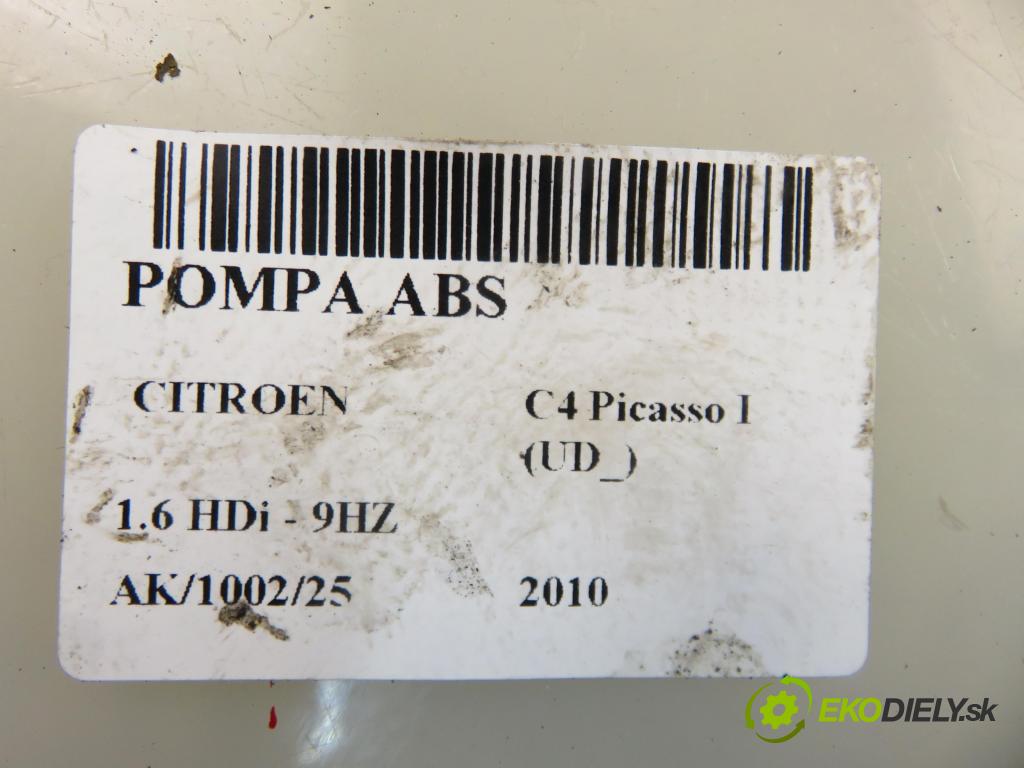 POMPA ABS
CITROEN
C4 Picasso I
(UD_)
1.6 HDi - 9HZ
AK/1002/25
2010
EKODIELY.sk